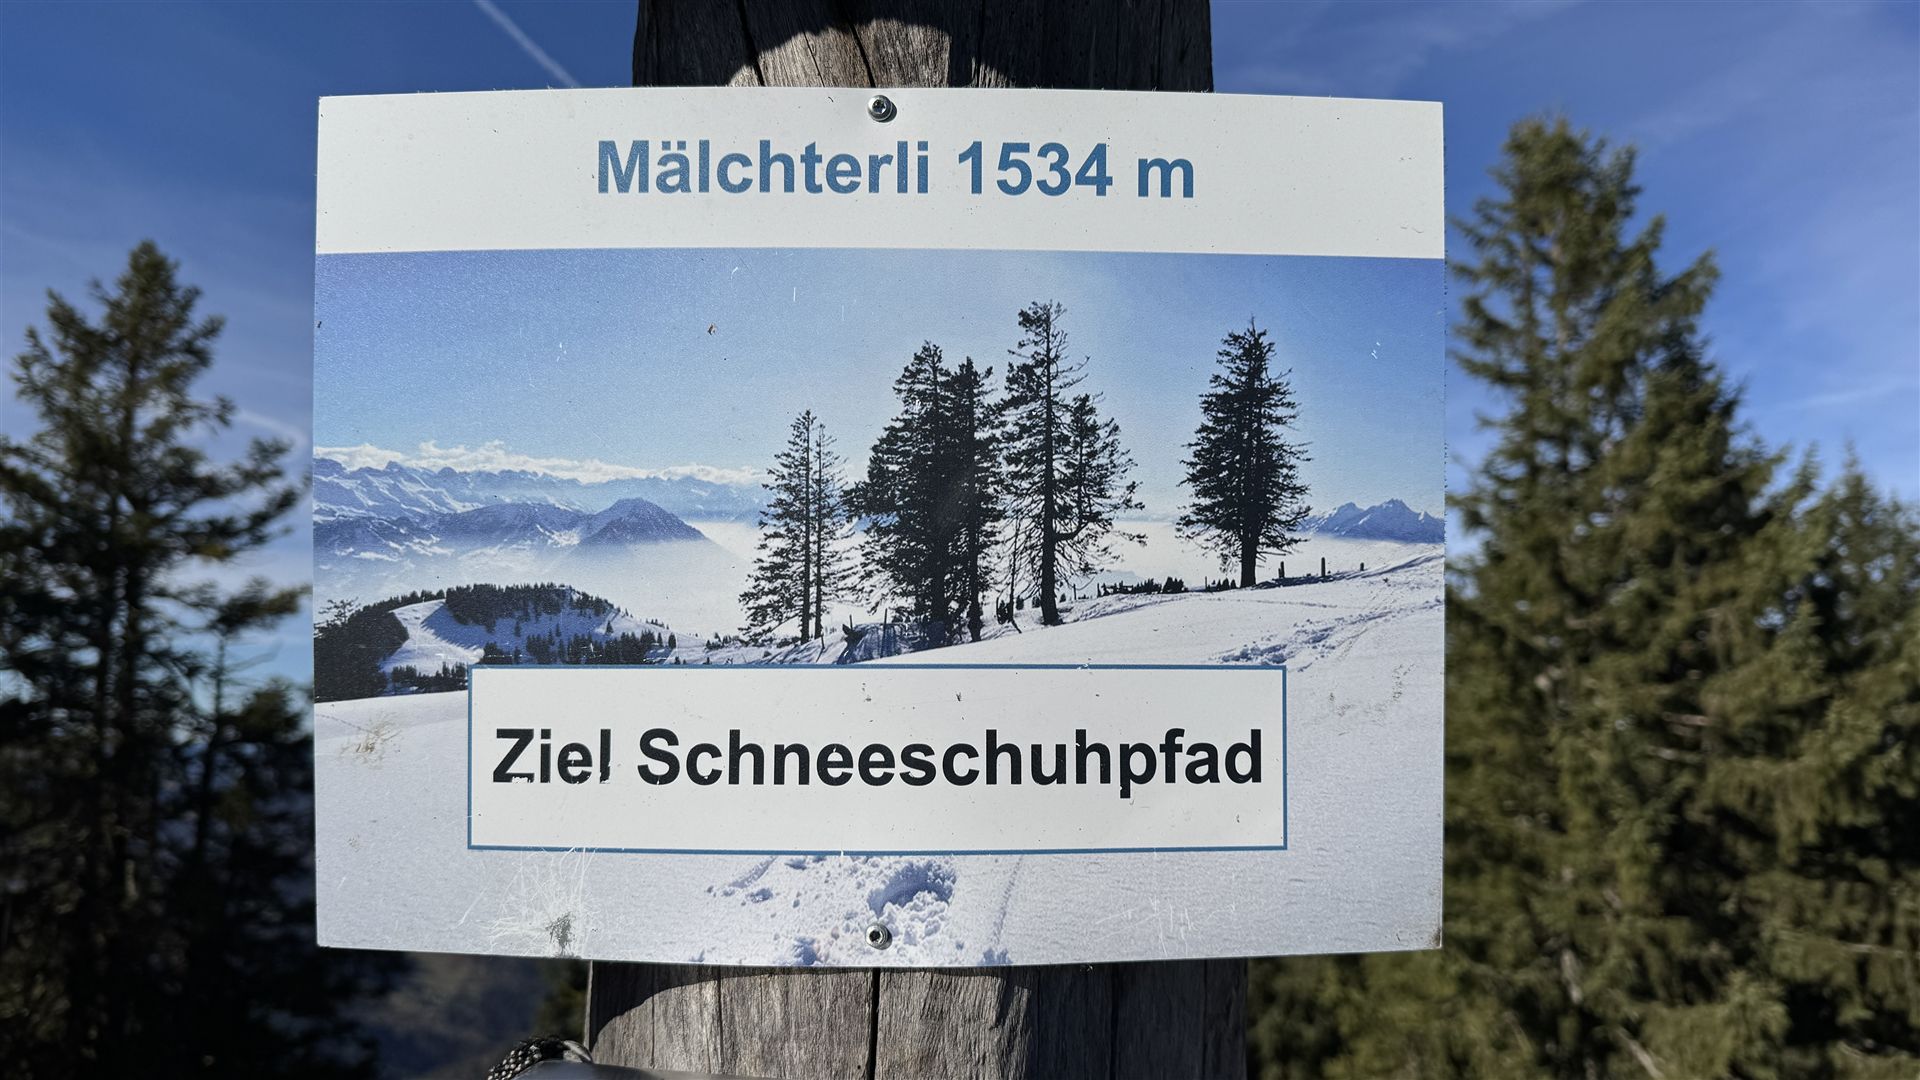 Mälchterli 1534 m
Ziel Schneeschuhpfad